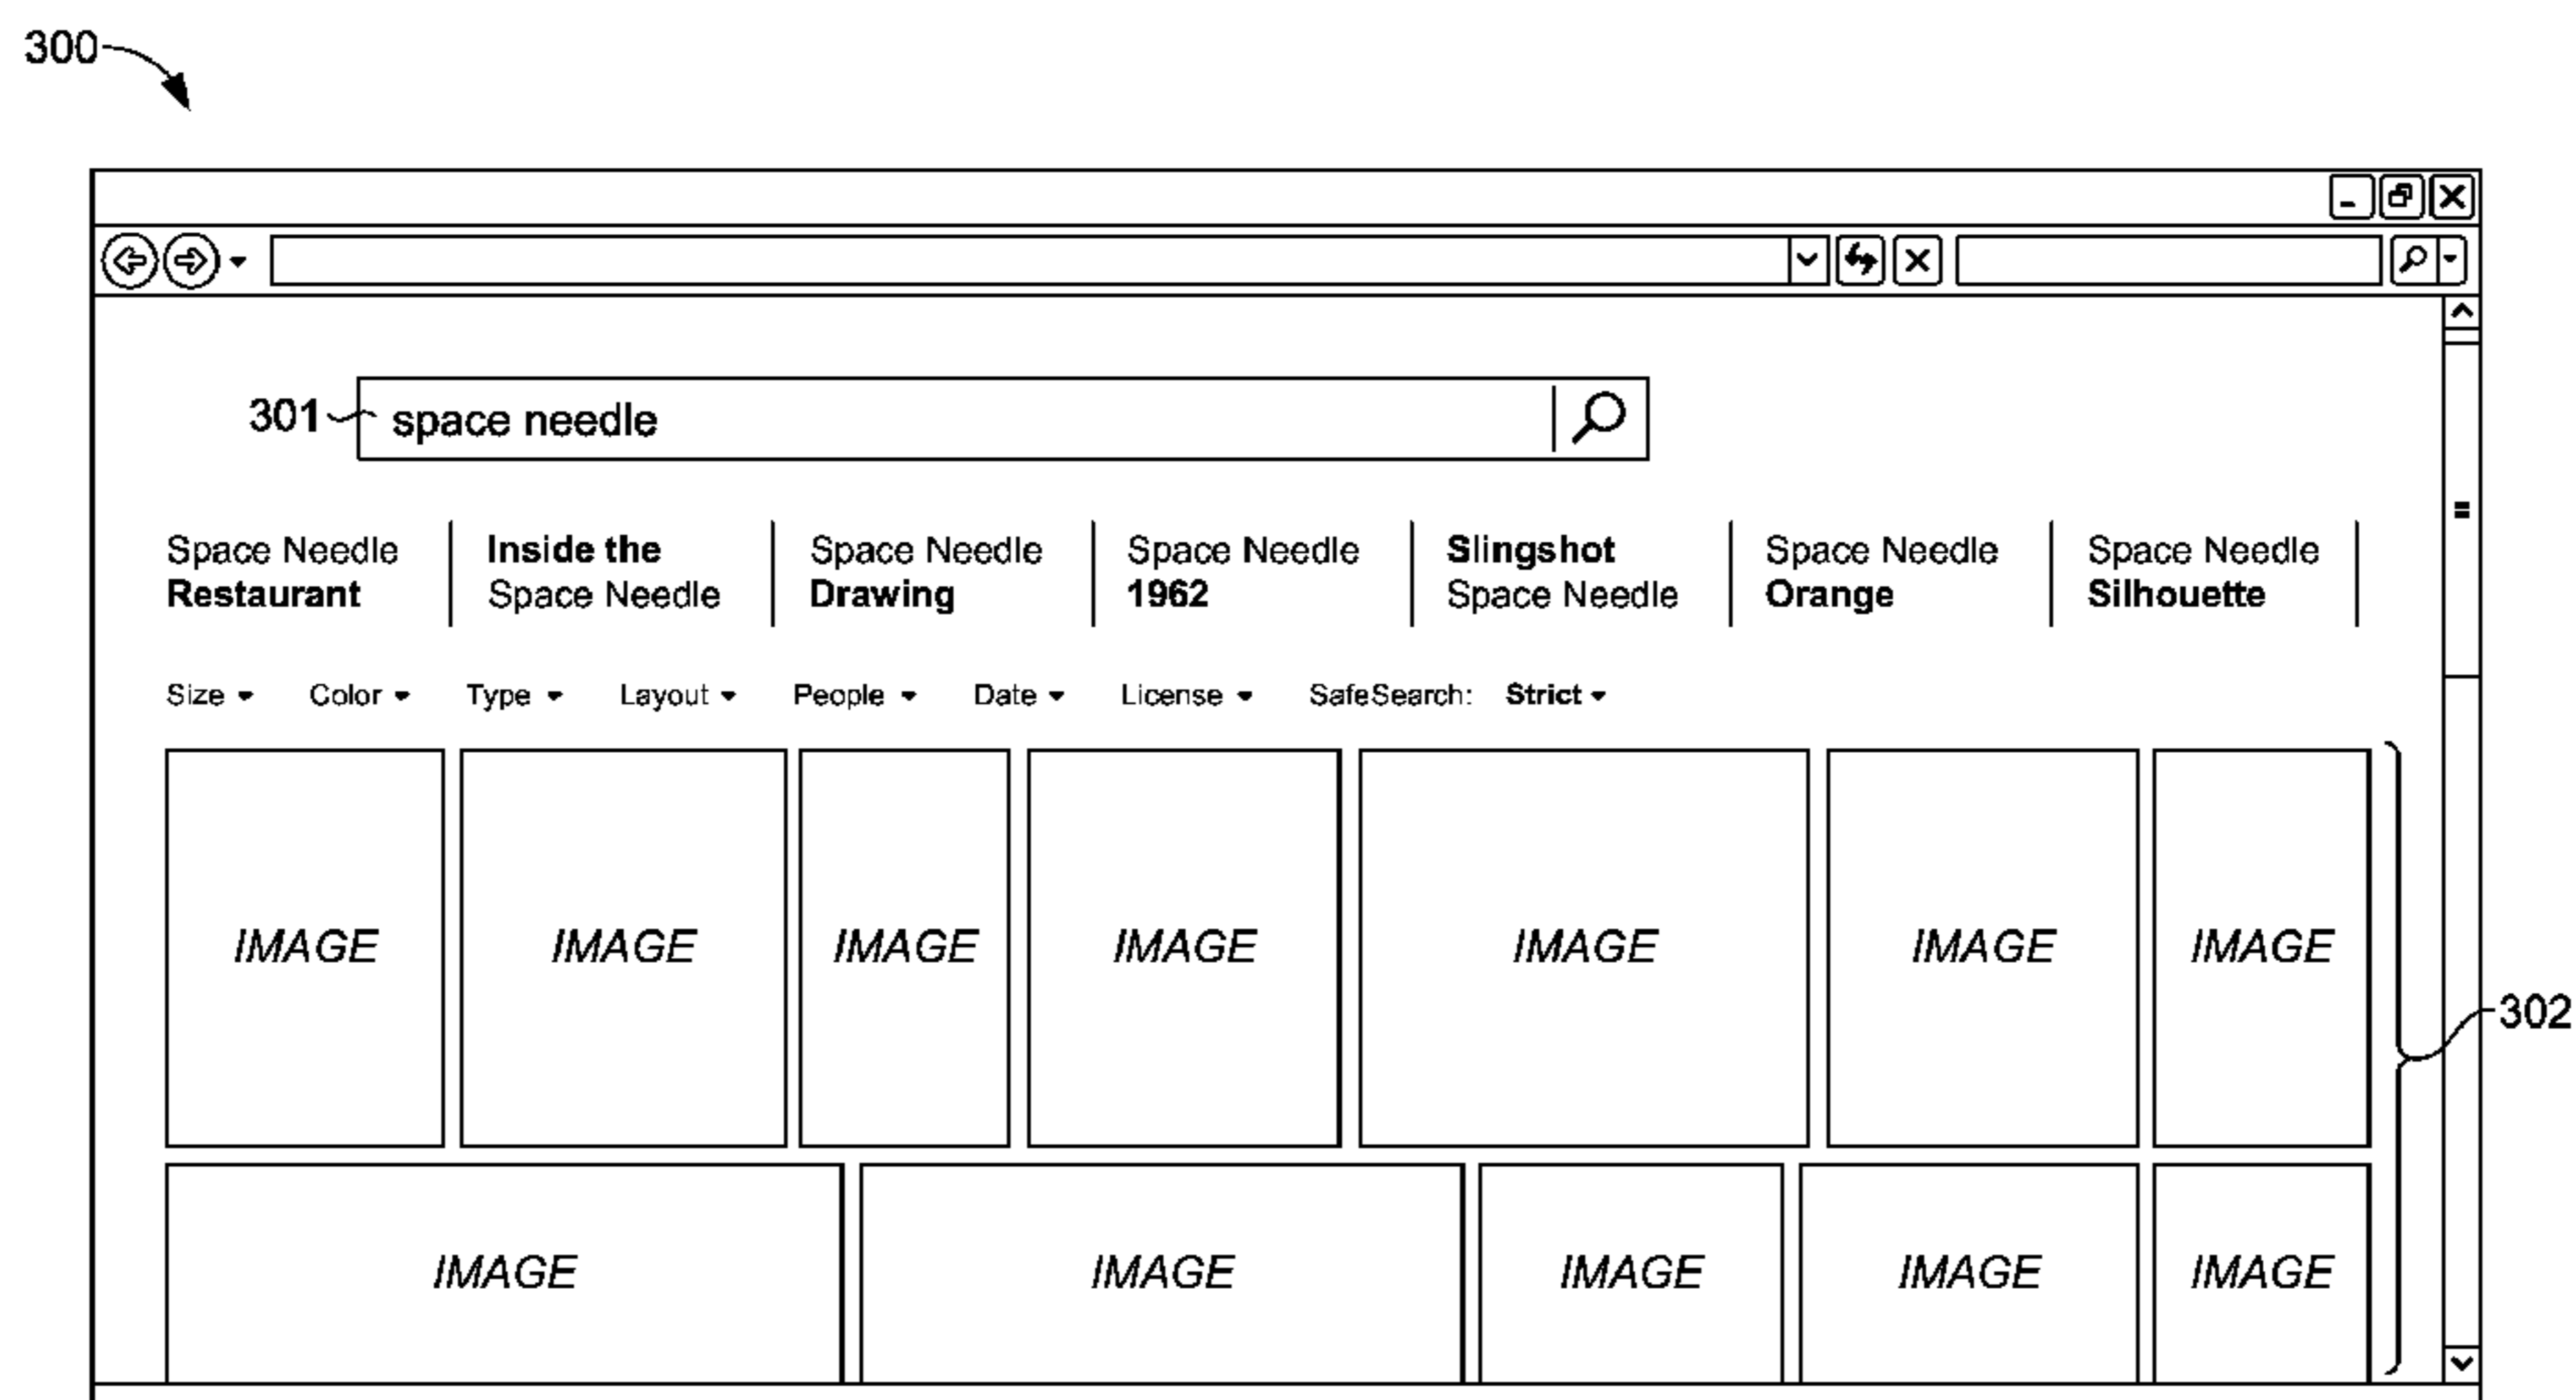 300
301
space needle
Space Needle
Restaurant
Inside the
Space Needle
Space Needle
Drawing
Space Needle
1962
Slingshot
Space Needle
Space Needle
Orange
Space Needle
Silhouette
Size Color Type Layout People Date License SafeSearch: Strict
IMAGE IMAGE IMAGE IMAGE IMAGE IMAGE IMAGE
302
IMAGE IMAGE IMAGE IMAGE IMAGE